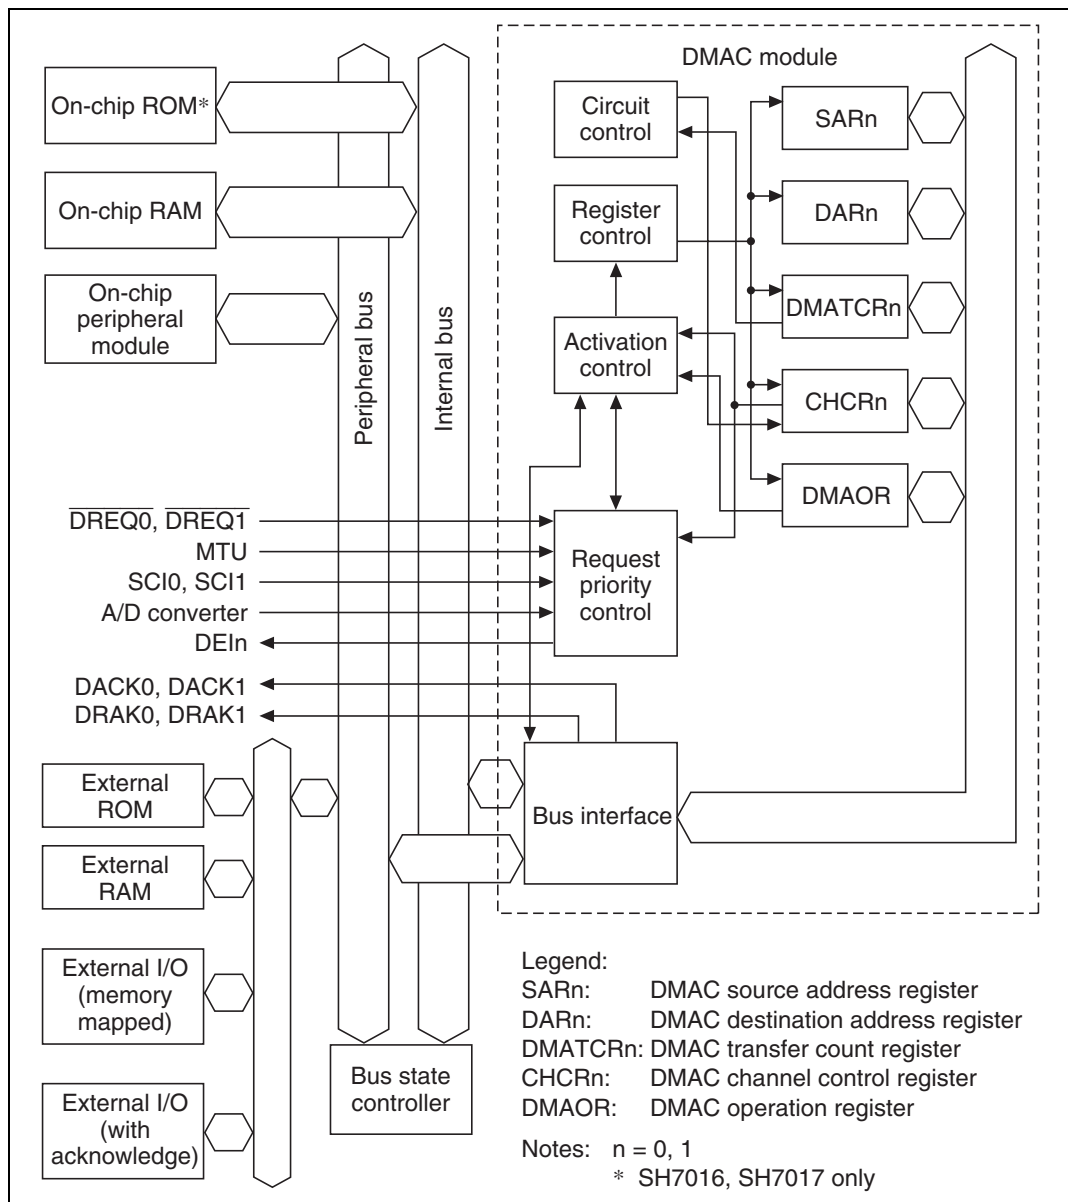 DMAC module
On-chip ROM*
Circuit
control
SARn
On-chip RAM
Register
control
DARn
On-chip
peripheral
module
Peripheral bus
Internal bus
Activation
control
DMATCRn
CHCRn
DMAOR
DREQ0, DREQ1
MTU
SCI0, SCI1
A/D converter
DEIn
Request
priority
control
DACK0, DACK1
DRAK0, DRAK1
External
ROM
Bus interface
External
RAM
External I/O
(memory
mapped)
External I/O
(with
acknowledge)
Bus state
controller
Legend:
SARn: DMAC source address register
DARn: DMAC destination address register
DMATCRn: DMAC transfer count register
CHCRn: DMAC channel control register
DMAOR: DMAC operation register
Notes: n = 0, 1
* SH7016, SH7017 only